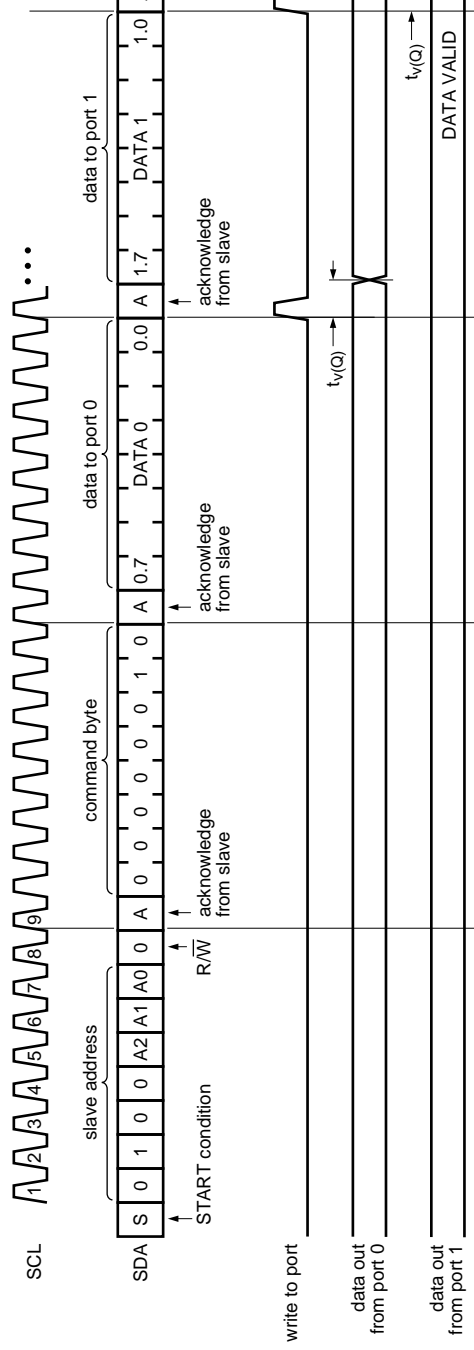 SCL
1 2 3 4 5 6 7 8 9
slave address
command byte
data to port 0
data to port 1
SDA
S 0 1 0 0 A2 A1 A0 0 A 0 0 0 0 0 0 1 0 A 0.7 DATA 0 0.0 A 1.7 DATA 1 1.0
START condition
R/W
acknowledge
from slave
acknowledge
from slave
acknowledge
from slave
write to port
tv(Q)
data out
from port 0
tv(Q)
data out
from port 1
DATA VALID